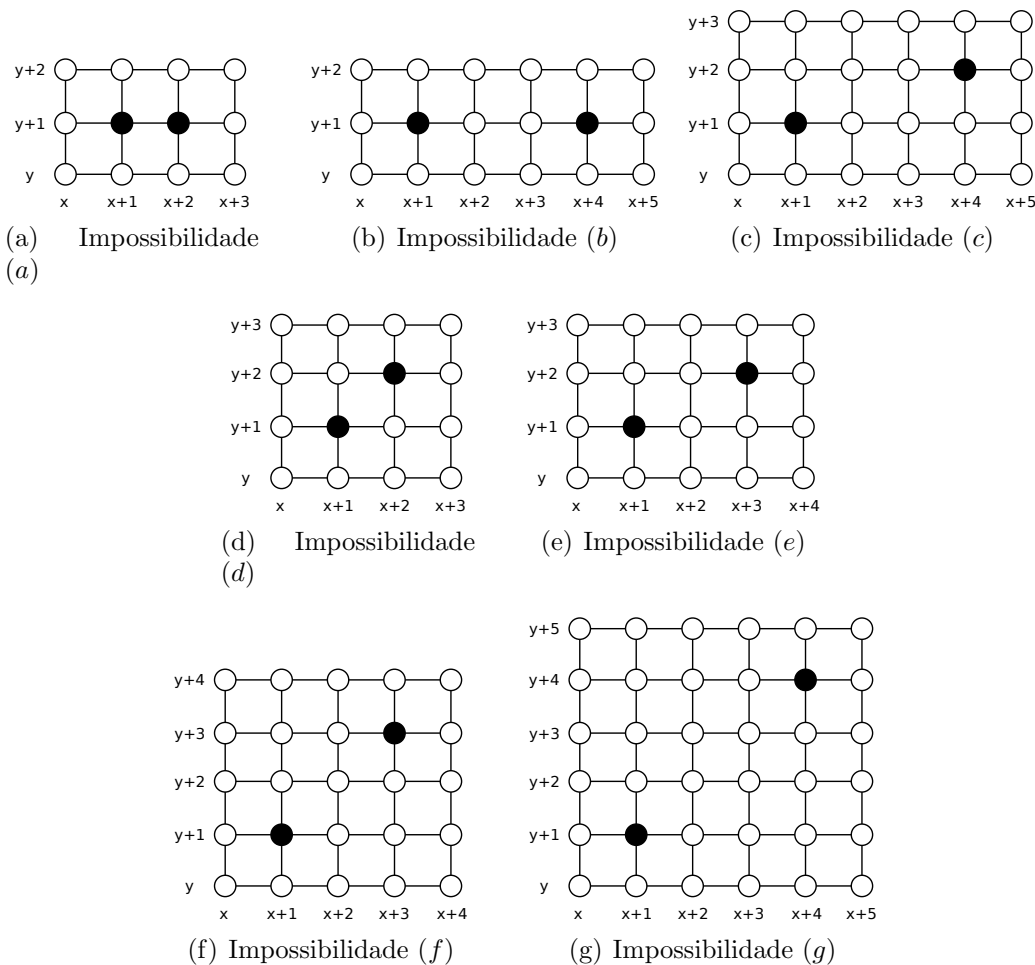 y+2
y+1
y
x x+1 x+2 x+3
(a) Impossibilidade
(a)
y+2
y+1
y
x x+1 x+2 x+3 x+4 x+5
(b) Impossibilidade (b)
y+3
y+2
y+1
y
x x+1 x+2 x+3 x+4 x+5
(c) Impossibilidade (c)
y+3
y+2
y+1
y
x x+1 x+2 x+3
(d) Impossibilidade
(d)
y+3
y+2
y+1
y
x x+1 x+2 x+3 x+4
(e) Impossibilidade (e)
y+4
y+3
y+2
y+1
y
x x+1 x+2 x+3 x+4
(f) Impossibilidade (f)
y+5
y+4
y+3
y+2
y+1
y
x x+1 x+2 x+3 x+4 x+5
(g) Impossibilidade (g)